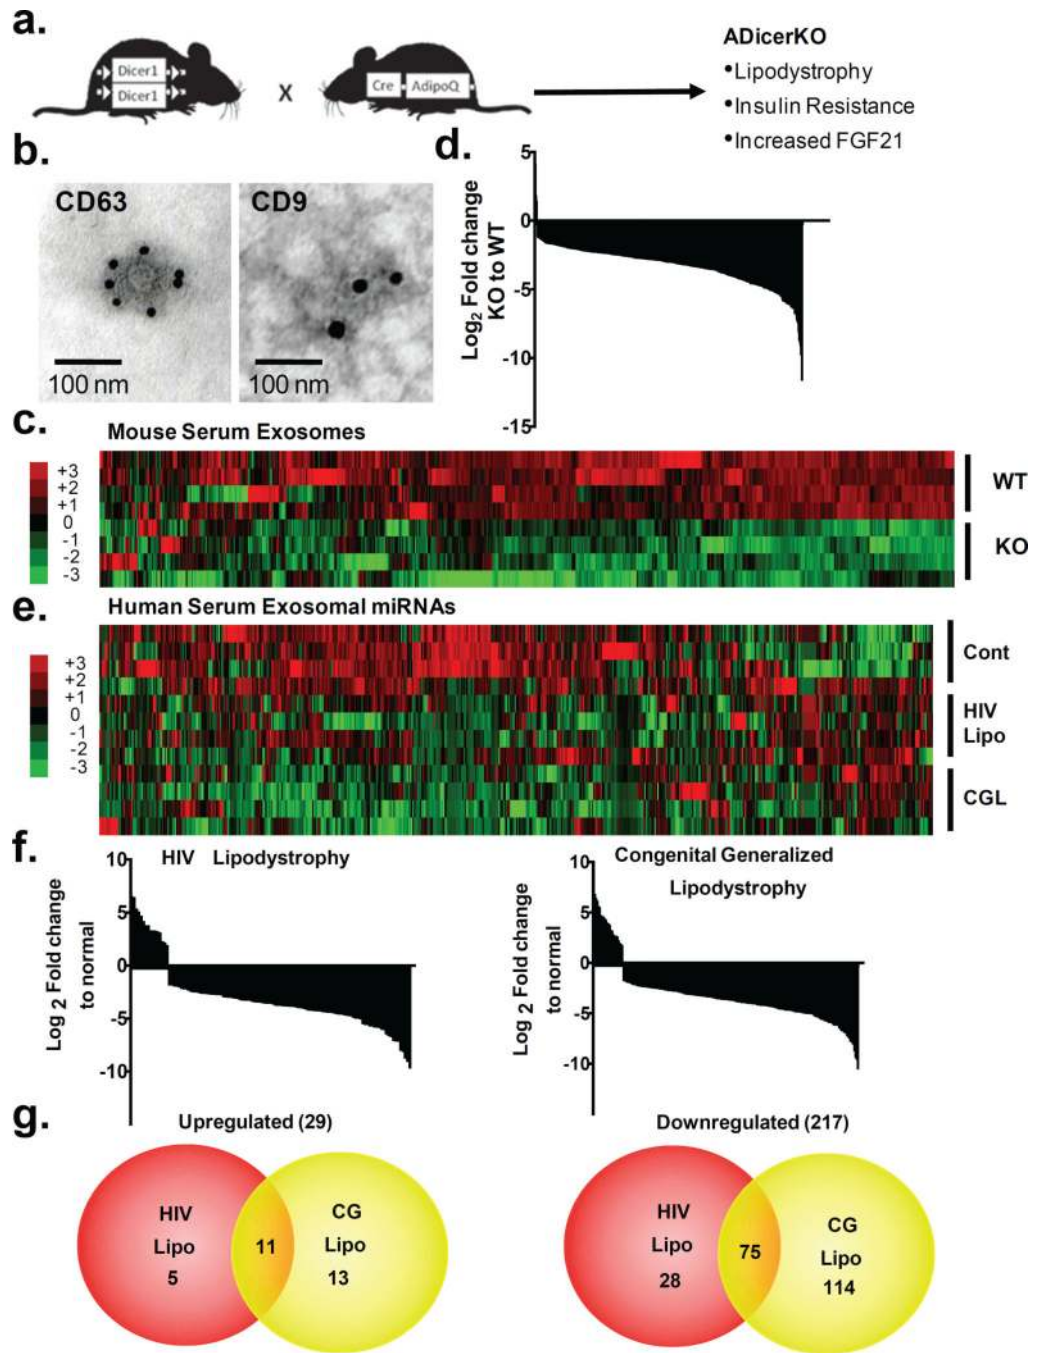 a.
Dicer1
Dicer1
X
Cre
AdipoQ
ADicerKO
•Lipodystrophy
•Insulin Resistance
•Increased FGF21
b.
CD63
100 nm
CD9
100 nm
d.
Log2 Fold change
KO to WT
5
0
-5
-10
-15
c.
Mouse Serum Exosomes
+3
+2
+1
0
-1
-2
-3
WT
KO
e.
Human Serum Exosomal miRNAs
+3
+2
+1
0
-1
-2
-3
Cont
HIV
Lipo
CGL
f.
HIV Lipodystrophy
Log 2 Fold change
to normal
10
5
0
-5
-10
Congenital Generalized
Lipodystrophy
Log 2 Fold change
to normal
10
5
0
-5
-10
g.
Upregulated (29)
HIV
Lipo
5
11
CG
Lipo
13
Downregulated (217)
HIV
Lipo
28
75
CG
Lipo
114